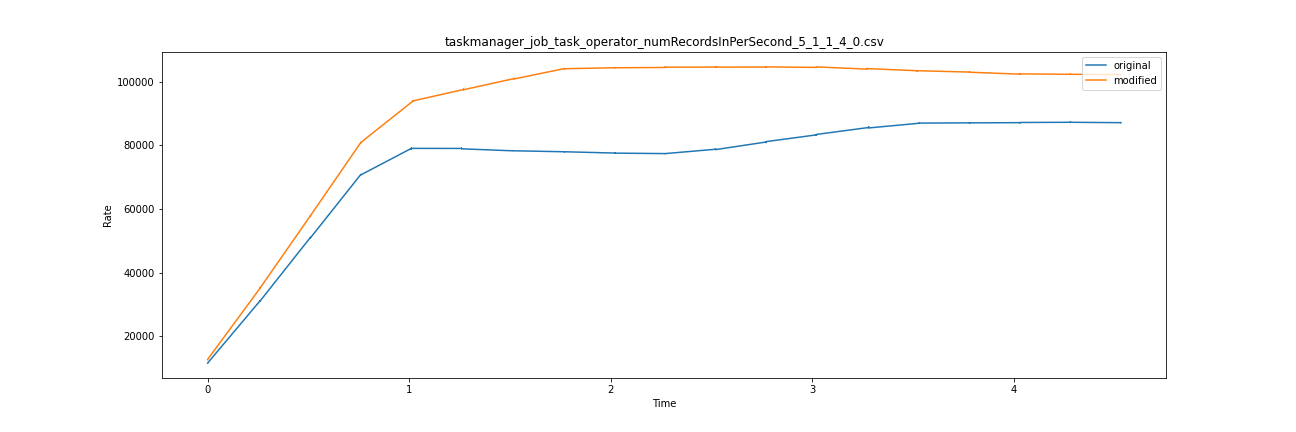 taskmanager_job_task_operator_numRecordsInPerSecond_5_1_1_4_0.csv
original
modified
100000
80000
60000
40000
20000
Rate
0 1 2 3 4
Time